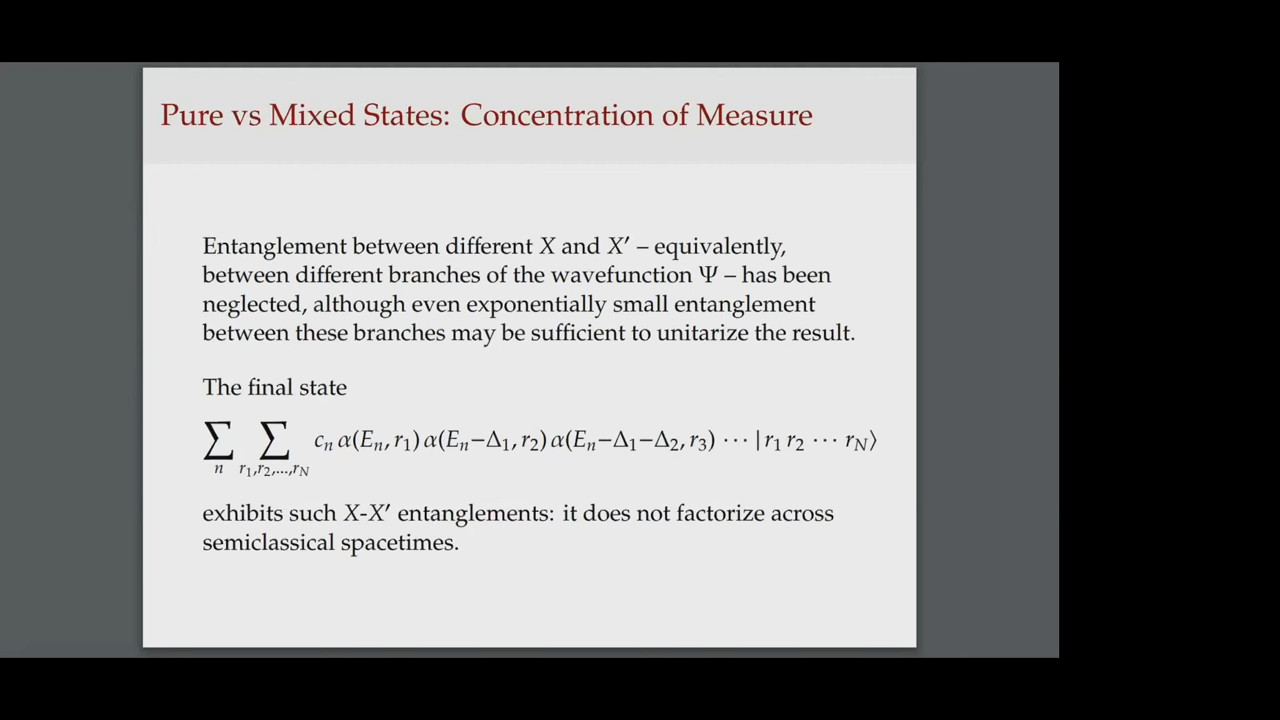 Pure vs Mixed States: Concentration of Measure
Entanglement between different X and X′ – equivalently,
between different branches of the wavefunction Ψ – has been
neglected, although even exponentially small entanglement
between these branches may be sufficient to unitarize the result.
The final state
∑ ∑ cₙ α(Eₙ, r₁) α(Eₙ−Δ₁, r₂) α(Eₙ−Δ₁−Δ₂, r₃) ⋯ |r₁ r₂ ⋯ r_N⟩
n r₁,r₂,...,r_N
exhibits such X-X′ entanglements: it does not factorize across
semiclassical spacetimes.